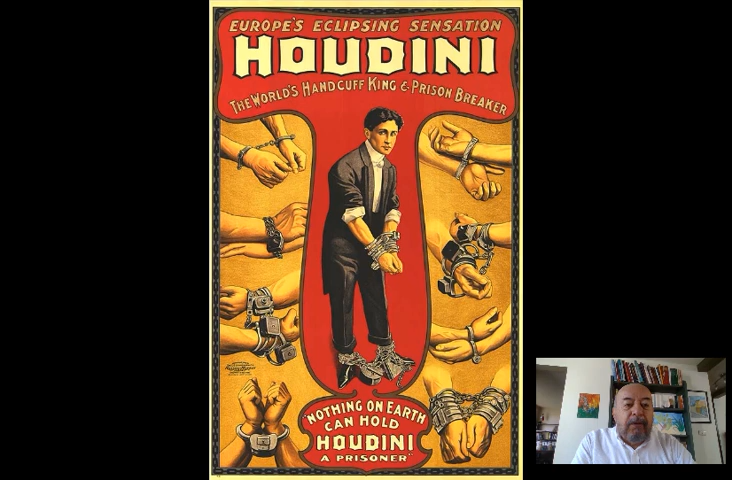 EUROPE'S ECLIPSING SENSATION
HOUDINI
THE WORLD'S HANDCUFF KING & PRISON BREAKER
"NOTHING ON EARTH
CAN HOLD
HOUDINI
A PRISONER"